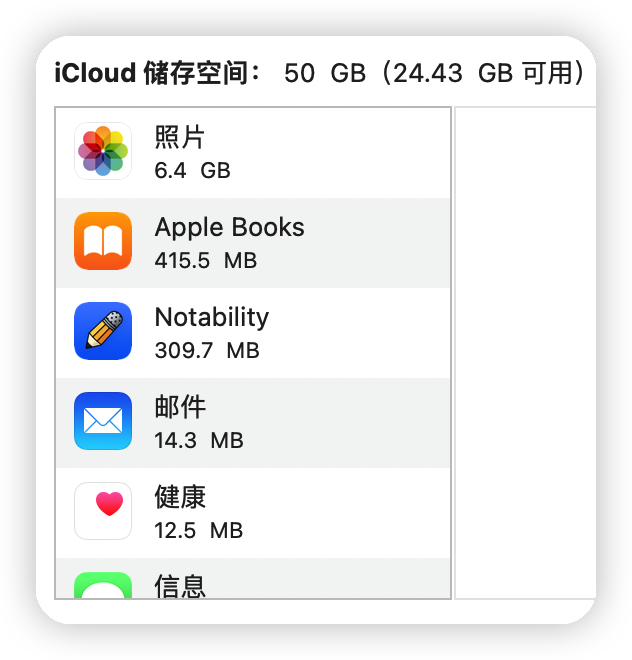 iCloud 储存空间： 50 GB（24.43 GB 可用）
照片
6.4 GB
Apple Books
415.5 MB
Notability
309.7 MB
邮件
14.3 MB
健康
12.5 MB
信息